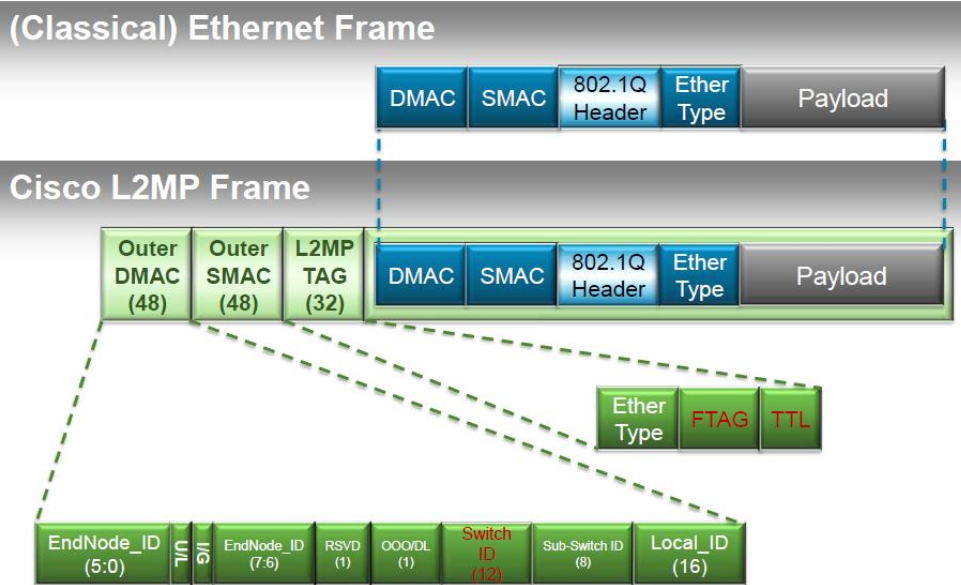 (Classical) Ethernet Frame
DMAC
SMAC
802.1Q
Header
Ether
Type
Payload
Cisco L2MP Frame
Outer
DMAC
(48)
Outer
SMAC
(48)
L2MP
TAG
(32)
DMAC
SMAC
802.1Q
Header
Ether
Type
Payload
Ether
Type
FTAG
TTL
EndNode_ID
(5:0)
U/L
I/G
EndNode_ID
(7:6)
RSVD
(1)
OOO/DL
(1)
Switch
ID
(12)
Sub-Switch ID
(8)
Local_ID
(16)